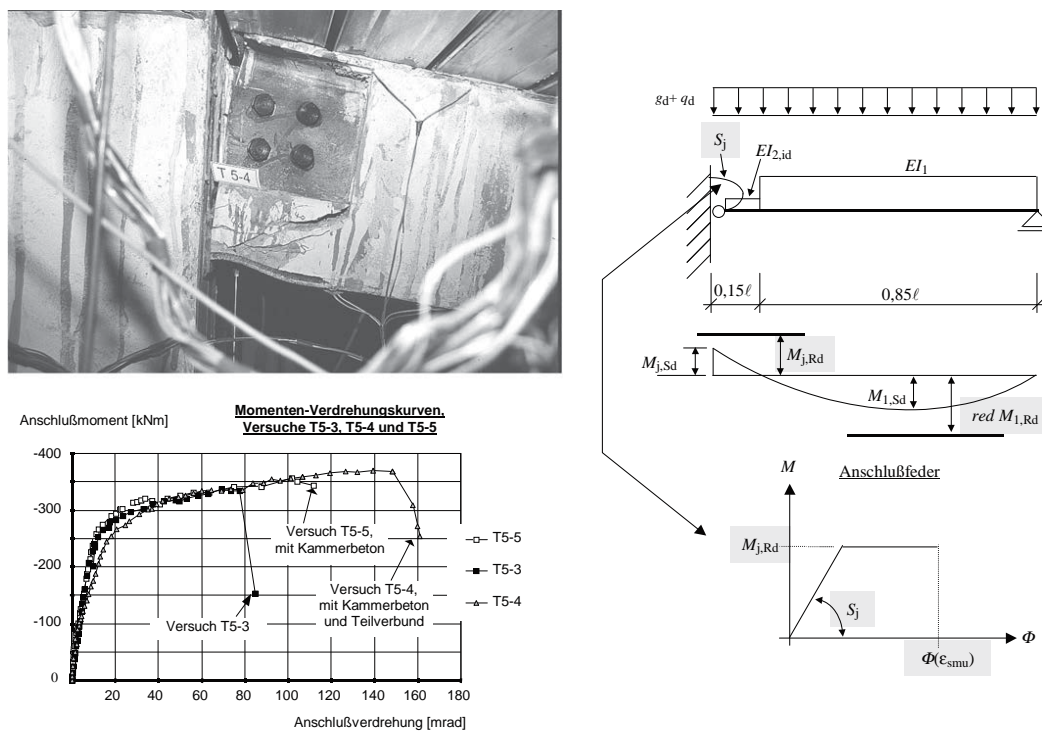 T 5-4
Anschlußmoment [kNm]
Momenten-Verdrehungskurven,
Versuche T5-3, T5-4 und T5-5
-400
-300
-200
-100
0
20 40 60 80 100 120 140 160 180
Anschlußverdrehung [mrad]
Versuch T5-5,
mit Kammerbeton
Versuch T5-4,
mit Kammerbeton
und Teilverbund
Versuch T5-3
T5-5
T5-3
T5-4
gd+ qd
Sj
EI2,id
EI1
0,15ℓ
0,85ℓ
Mj,Rd
Mj,Sd
M1,Sd
red M1,Rd
M
Anschlußfeder
Mj,Rd
Sj
Φ
Φ(εsmu)